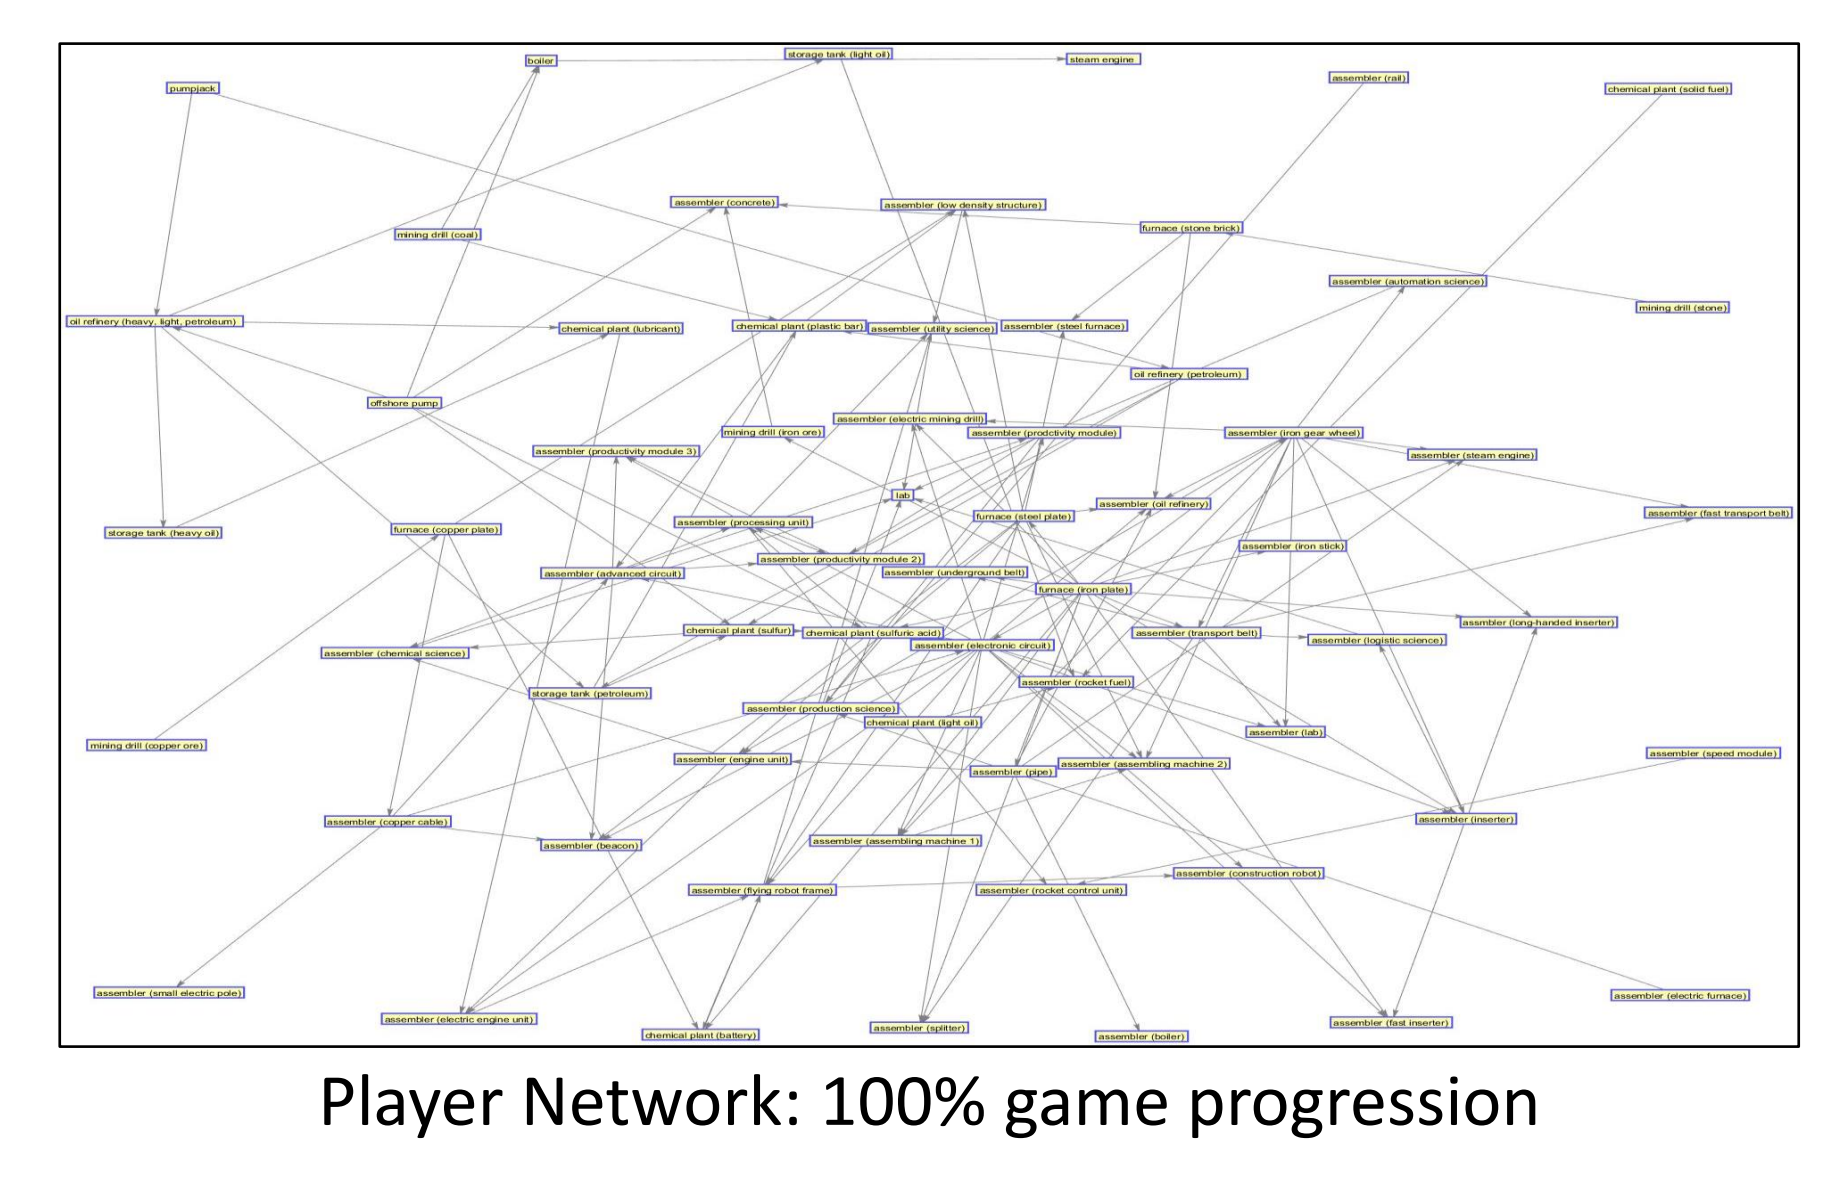 storage tank (light oil)
boiler
steam engine
assembler (rail)
pumpjack
chemical plant (solid fuel)
assembler (concrete)
assembler (low density structure)
furnace (stone brick)
mining drill (coal)
assembler (automation science)
mining drill (stone)
oil refinery (heavy, light, petroleum)
chemical plant (lubricant)
chemical plant (plastic bar)
assembler (utility science)
assembler (steel furnace)
oil refinery (petroleum)
offshore pump
assembler (electric mining drill)
mining drill (iron ore)
assembler (prodctivity module)
assembler (iron gear wheel)
assembler (productivity module 3)
assembler (steam engine)
lab
assembler (oil refinery)
assembler (fast transport belt)
storage tank (heavy oil)
furnace (copper plate)
assembler (processing unit)
furnace (steel plate)
assembler (iron stick)
assembler (productivity module 2)
assembler (advanced circuit)
assembler (underground belt)
furnace (iron plate)
assmbler (long-handed inserter)
chemical plant (sulfur)
chemical plant (sulfuric acid)
assembler (transport belt)
assembler (logistic science)
assembler (electronic circuit)
assembler (chemical science)
assembler (rocket fuel)
storage tank (petroleum)
assembler (production science)
chemical plant (light oil)
assembler (lab)
mining drill (copper ore)
assembler (speed module)
assembler (engine unit)
assembler (pipe)
assembler (assembling machine 2)
assembler (copper cable)
assembler (inserter)
assembler (beacon)
assembler (assembling machine 1)
assembler (construction robot)
assembler (flying robot frame)
assembler (rocket control unit)
assembler (small electric pole)
assembler (electric furnace)
assembler (electric engine unit)
chemical plant (battery)
assembler (splitter)
assembler (boiler)
assembler (fast inserter)
Player Network: 100% game progression